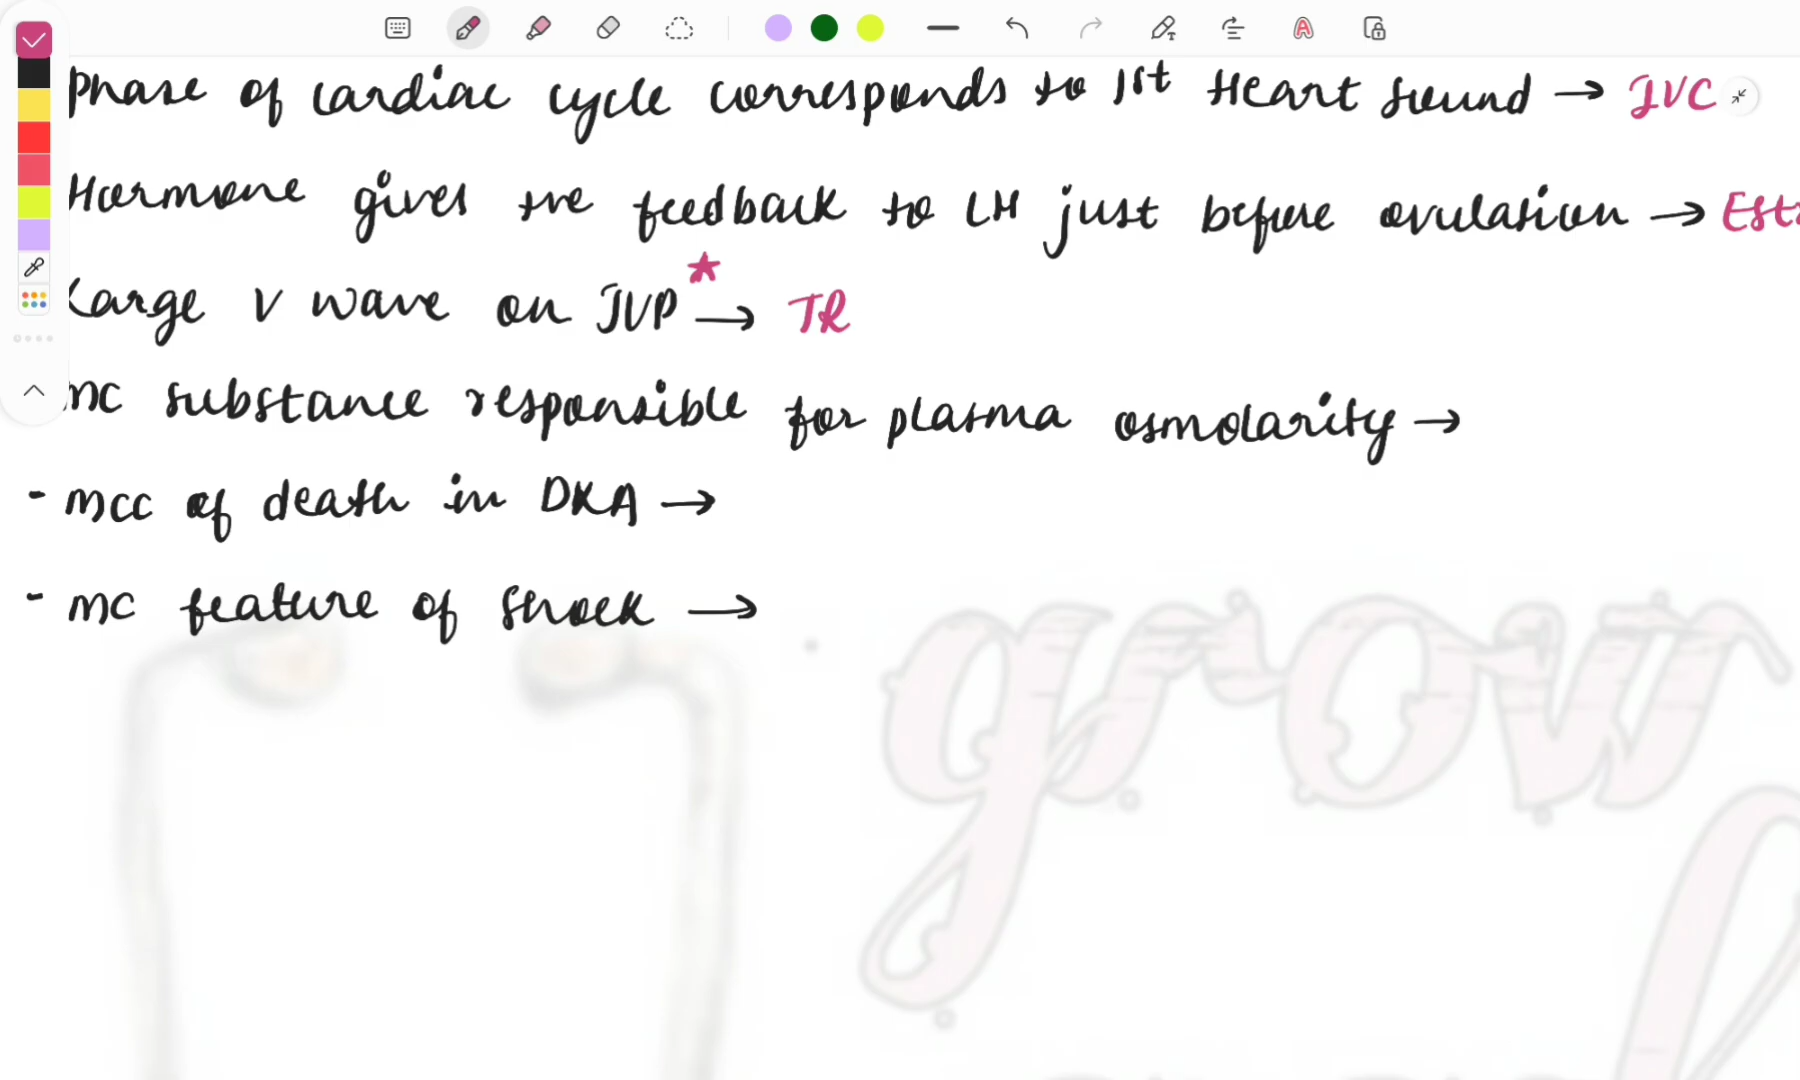 Phase of cardiac cycle corresponds to 1st Heart sound → IVC
Hormone gives +ve feedback to LH just before ovulation → Est
Large V wave on JVP → TR
mc substance responsible for plasma osmolarity →
- mcc of death in DKA →
- mc feature of shock →
grow